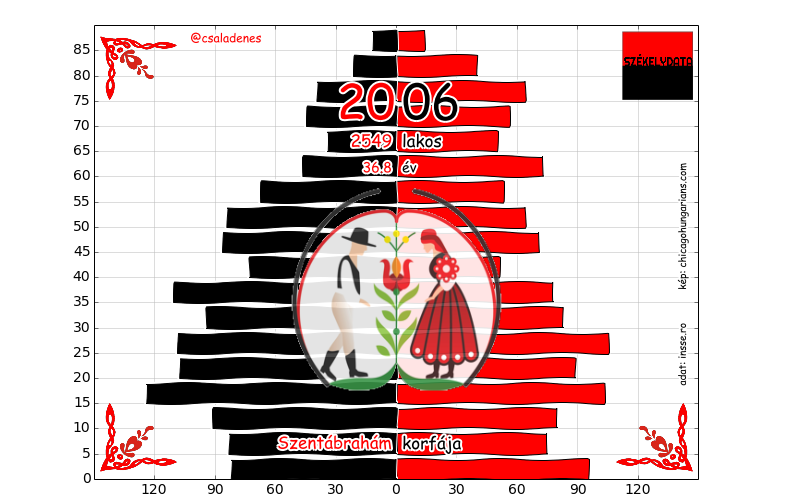 @csaladenes
SZÉKELYDATA
2006
2549 lakos
36.8 év
kép: chicagohungarians.com
adat: insse.ro
Szentábrahám korfája
85
80
75
70
65
60
55
50
45
40
35
30
25
20
15
10
5
0
120 90 60 30 0 30 60 90 120